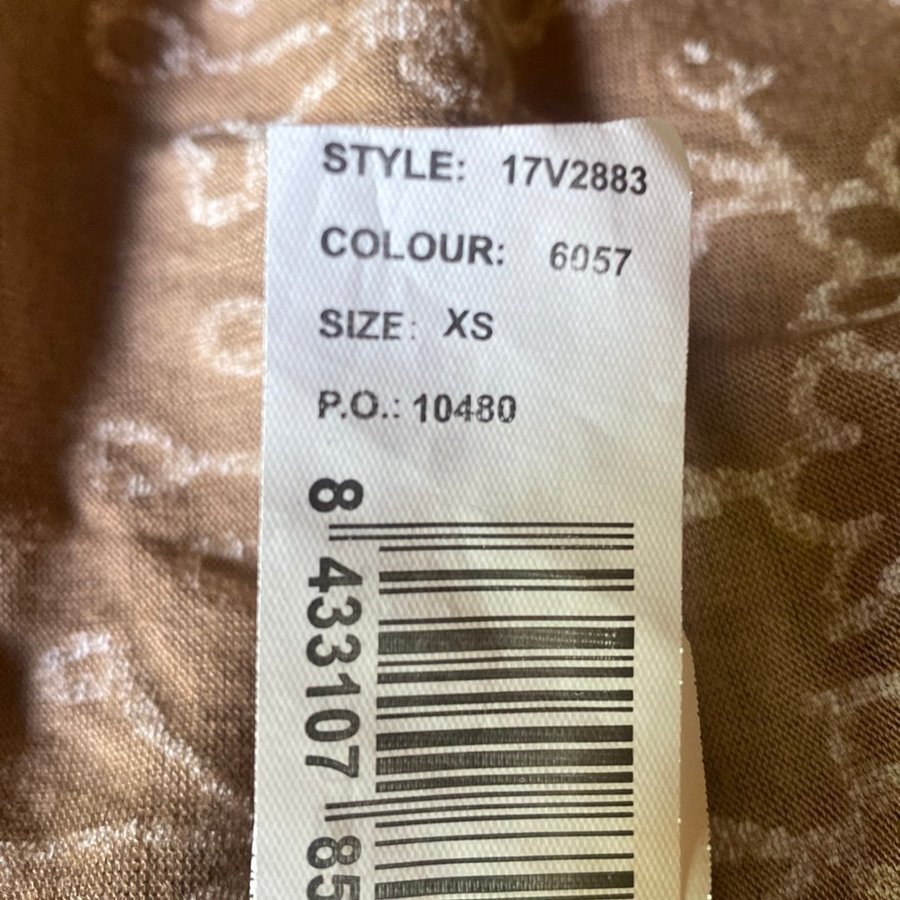 STYLE: 17V2883
COLOUR: 6057
SIZE: XS
P.O.: 10480
8 433107 85